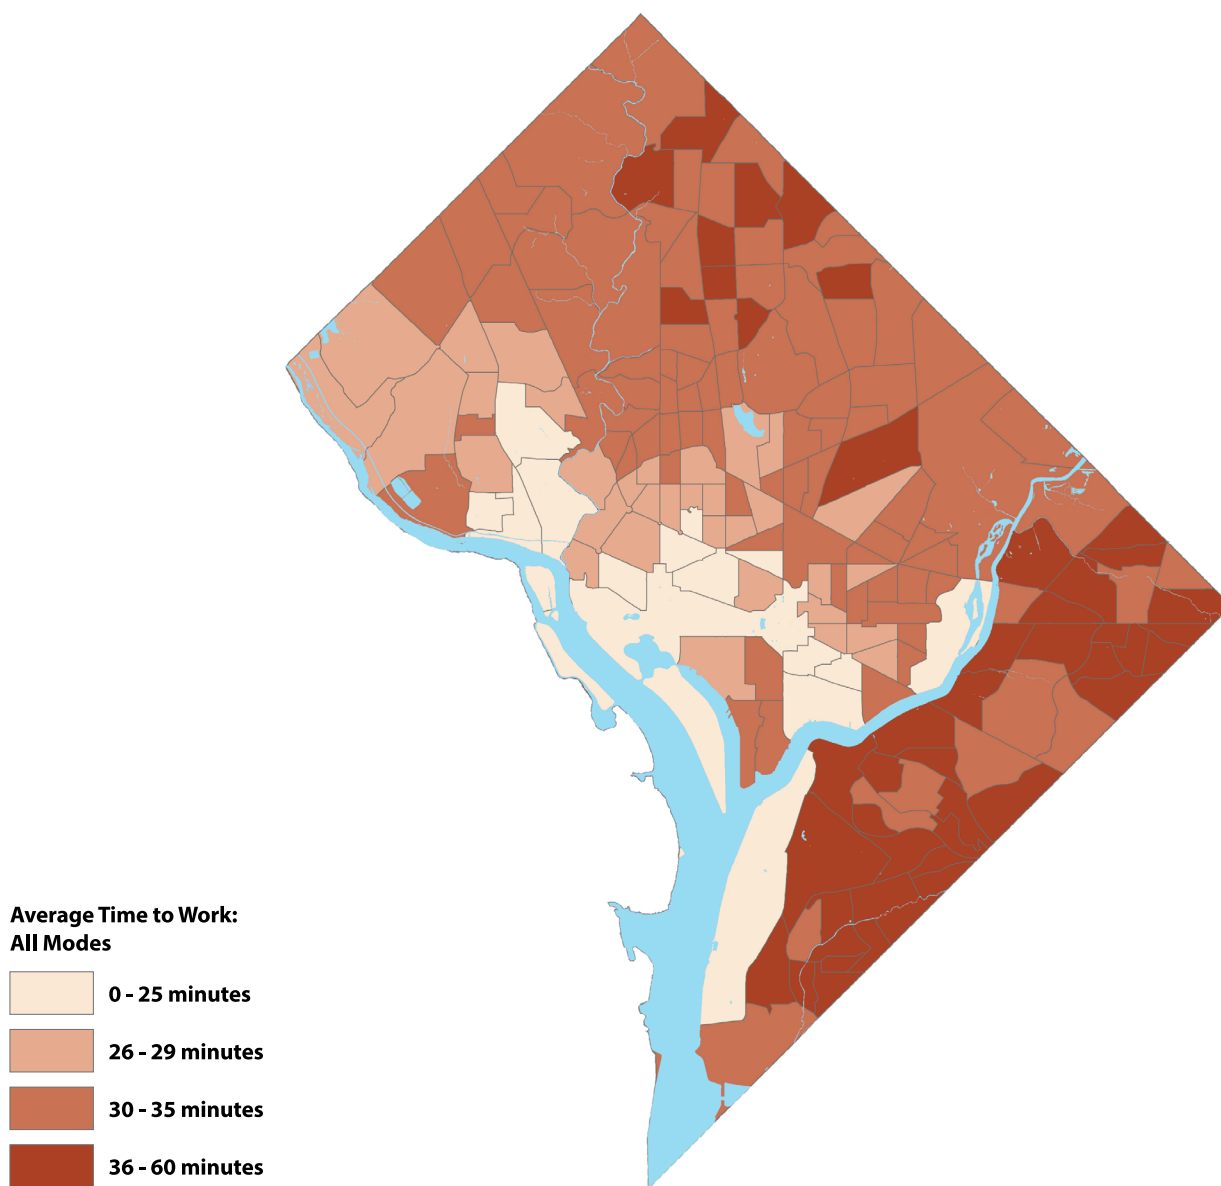 Average Time to Work:
All Modes
0 - 25 minutes
26 - 29 minutes
30 - 35 minutes
36 - 60 minutes